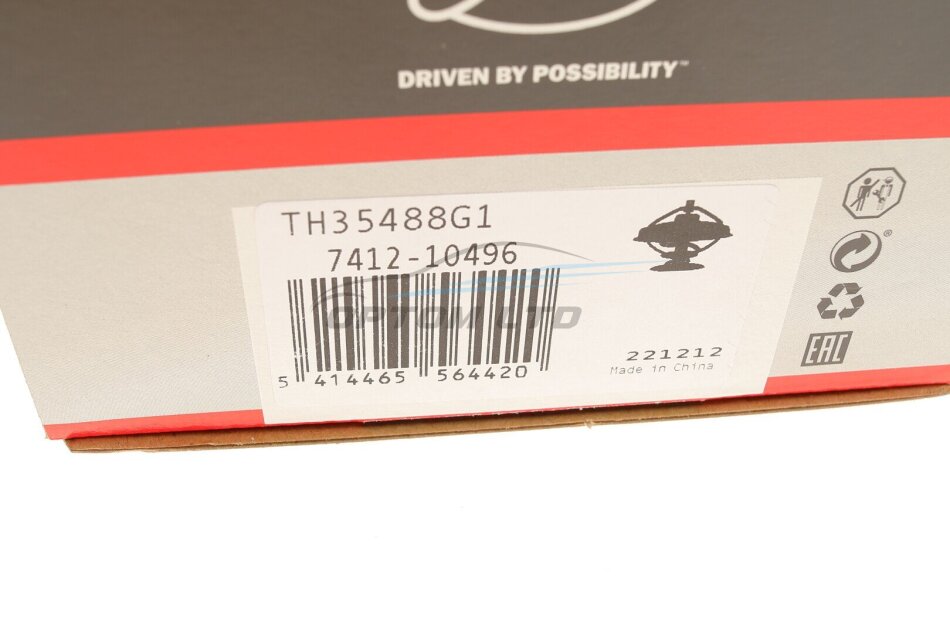 DRIVEN BY POSSIBILITY™
TH35488G1
7412-10496
OPTOM LTD
5 414465 564420
221212
Made in China
®
EAC